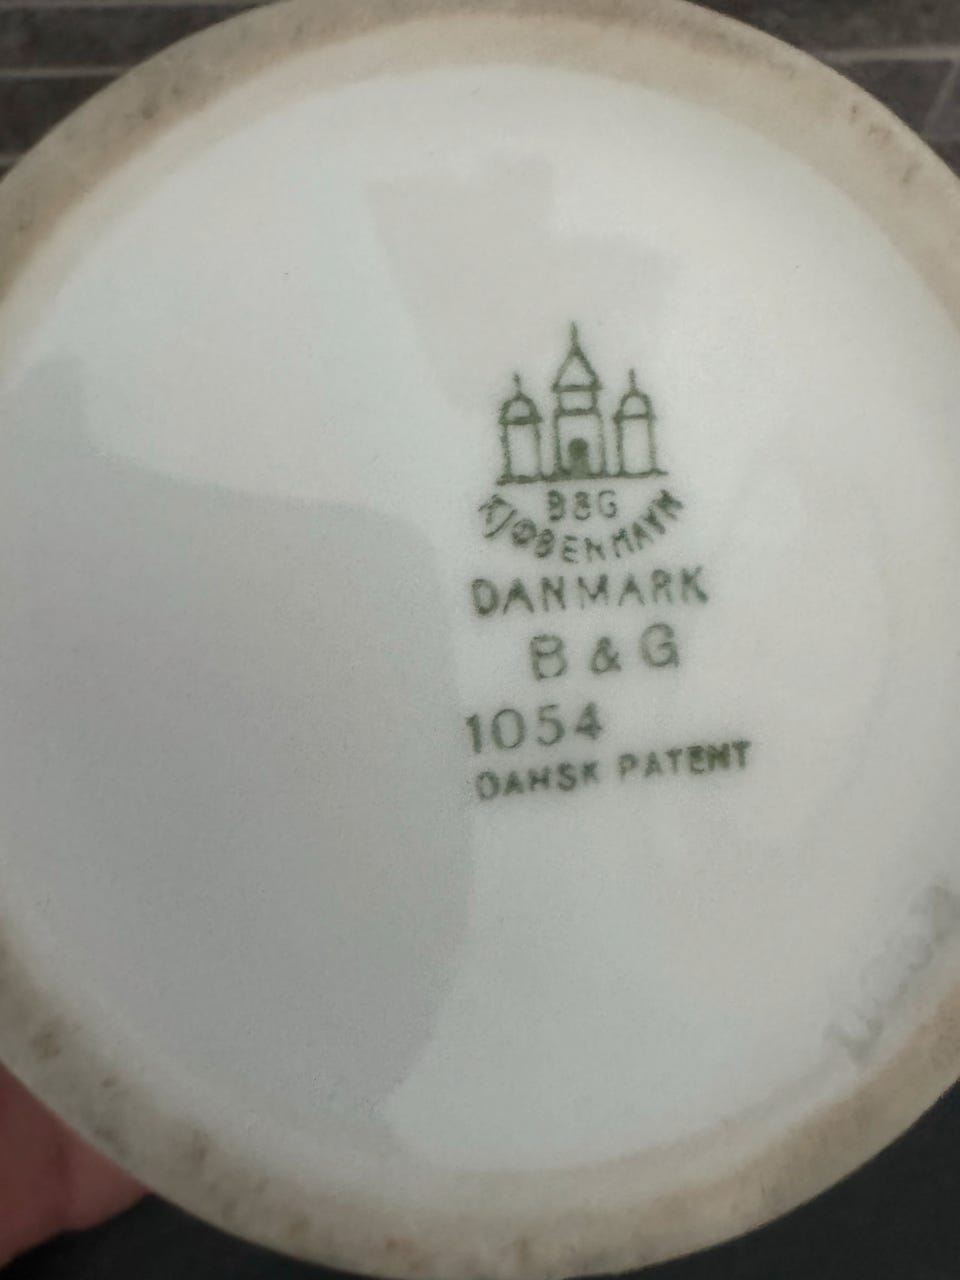 B&G
KJØBENHAVN
DANMARK
B & G
1054
DANSK PATENT